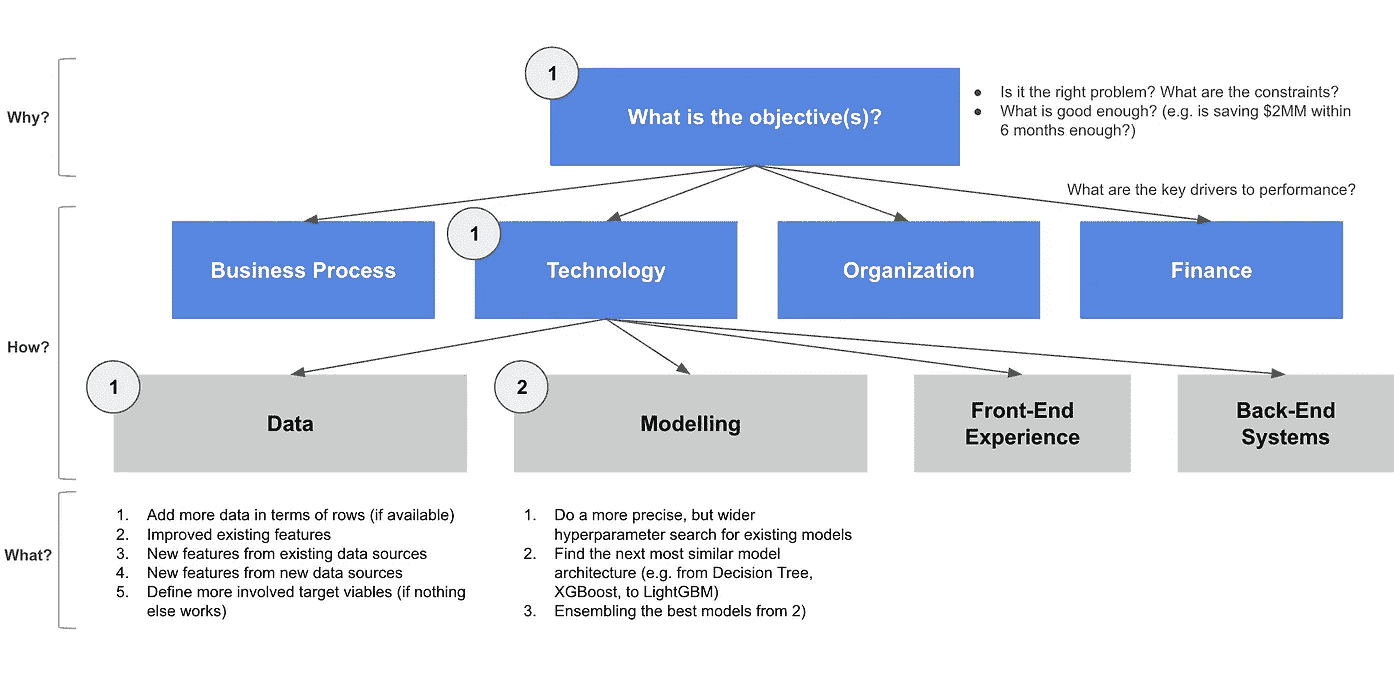 1
What is the objective(s)?
● Is it the right problem? What are the constraints?
● What is good enough? (e.g. is saving $2MM within
6 months enough?)
Why?
What are the key drivers to performance?
1
Business Process
Technology
Organization
Finance
How?
1
Data
2
Modelling
Front-End
Experience
Back-End
Systems
What?
1. Add more data in terms of rows (if available)
2. Improved existing features
3. New features from existing data sources
4. New features from new data sources
5. Define more involved target viables (if nothing
else works)
1. Do a more precise, but wider
hyperparameter search for existing models
2. Find the next most similar model
architecture (e.g. from Decision Tree,
XGBoost, to LightGBM)
3. Ensembling the best models from 2)